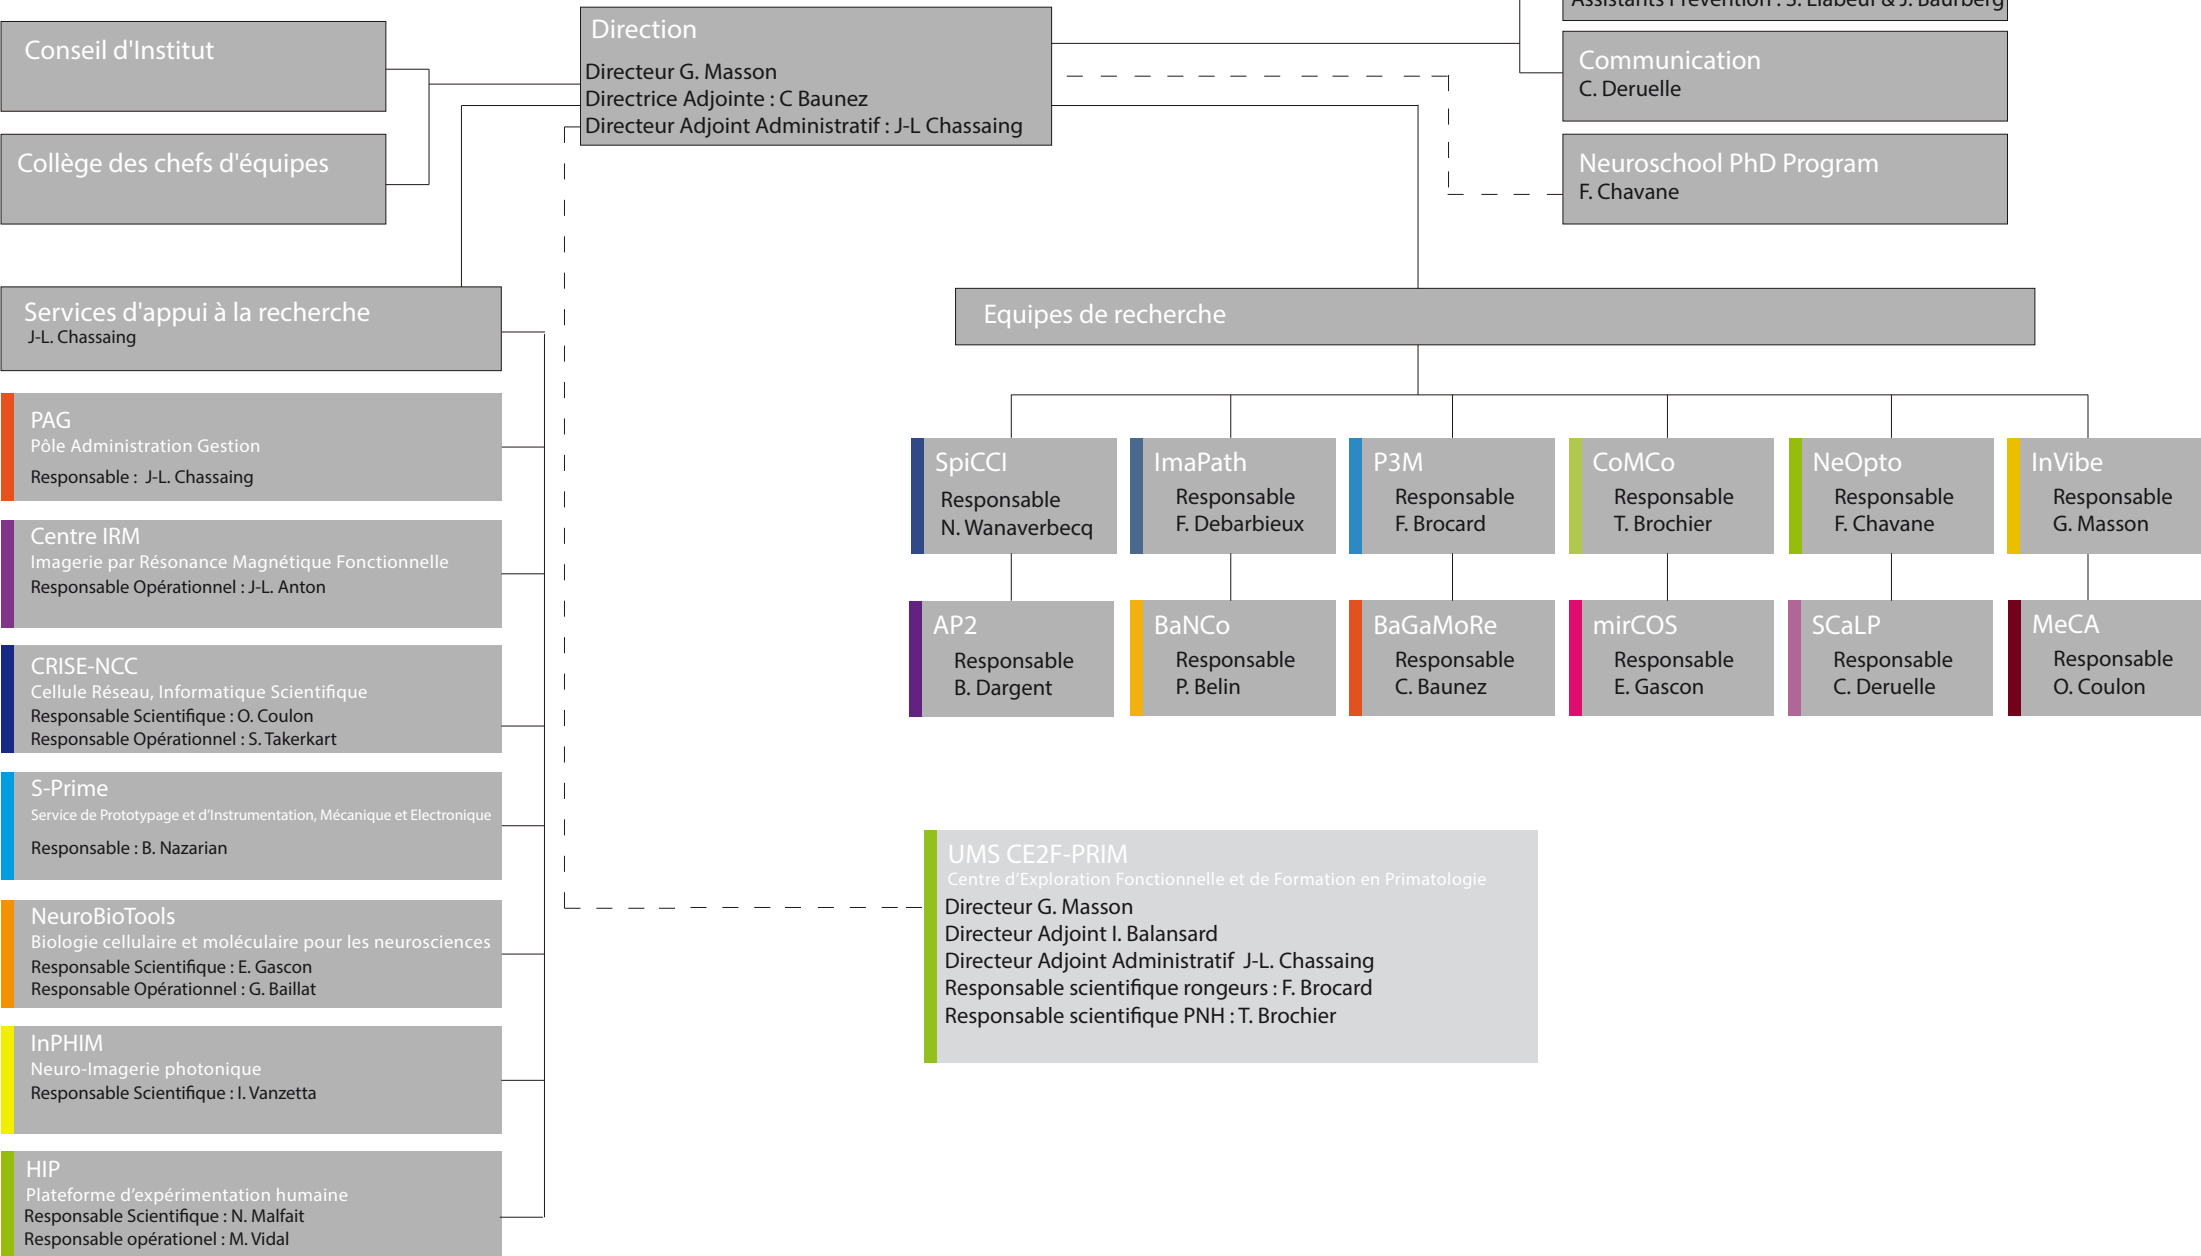 Assistants Prévention : S. Elabeur & J. Baurberg
Conseil d'Institut
Collège des chefs d'équipes
Direction
Directeur G. Masson
Directrice Adjointe : C Baunez
Directeur Adjoint Administratif : J-L Chassaing
Communication
C. Deruelle
Neuroschool PhD Program
F. Chavane
Services d'appui à la recherche
J-L. Chassaing
PAG
Pôle Administration Gestion
Responsable : J-L. Chassaing
Centre IRM
Imagerie par Résonance Magnétique Fonctionnelle
Responsable Opérationnel : J-L. Anton
CRISE-NCC
Cellule Réseau, Informatique Scientifique
Responsable Scientifique : O. Coulon
Responsable Opérationnel : S. Takerkart
S-Prime
Service de Prototypage et d'Instrumentation, Mécanique et Electronique
Responsable : B. Nazarian
NeuroBioTools
Biologie cellulaire et moléculaire pour les neurosciences
Responsable Scientifique : E. Gascon
Responsable Opérationnel : G. Baillat
InPHIM
Neuro-Imagerie photonique
Responsable Scientifique : I. Vanzetta
HIP
Plateforme d'expérimentation humaine
Responsable Scientifique : N. Malfait
Responsable opérationel : M. Vidal
Equipes de recherche
SpiCCI
Responsable
N. Wanaverbecq
ImaPath
Responsable
F. Debarbieux
P3M
Responsable
F. Brocard
CoMCo
Responsable
T. Brochier
NeOpto
Responsable
F. Chavane
InVibe
Responsable
G. Masson
AP2
Responsable
B. Dargent
BaNCo
Responsable
P. Belin
BaGaMoRe
Responsable
C. Baunez
mirCOS
Responsable
E. Gascon
SCaLP
Responsable
C. Deruelle
MeCA
Responsable
O. Coulon
UMS CE2F-PRIM
Centre d'Exploration Fonctionnelle et de Formation en Primatologie
Directeur G. Masson
Directeur Adjoint I. Balansard
Directeur Adjoint Administratif J-L. Chassaing
Responsable scientifique rongeurs : F. Brocard
Responsable scientifique PNH : T. Brochier